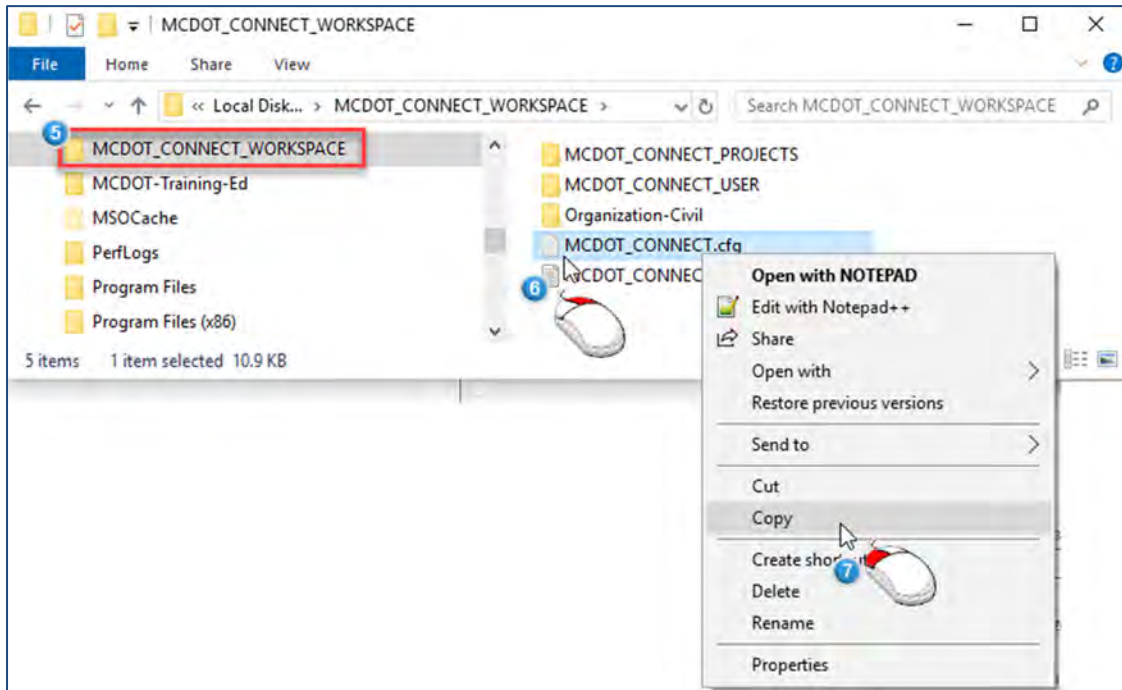 MCDOT_CONNECT_WORKSPACE
File Home Share View
« Local Disk... > MCDOT_CONNECT_WORKSPACE > Search MCDOT_CONNECT_WORKSPACE
5
MCDOT_CONNECT_WORKSPACE
MCDOT-Training-Ed
MSOCache
PerfLogs
Program Files
Program Files (x86)
MCDOT_CONNECT_PROJECTS
MCDOT_CONNECT_USER
Organization-Civil
MCDOT_CONNECT.cfg
6
5 items 1 item selected 10.9 KB
Open with NOTEPAD
Edit with Notepad++
Share
Open with >
Restore previous versions
Send to >
Cut
Copy
Create
7
Delete
Rename
Properties